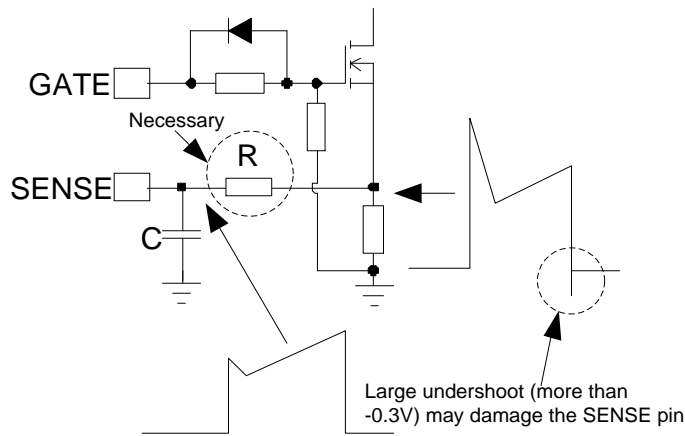 GATE
Necessary
R
SENSE
C
Large undershoot (more than
-0.3V) may damage the SENSE pin